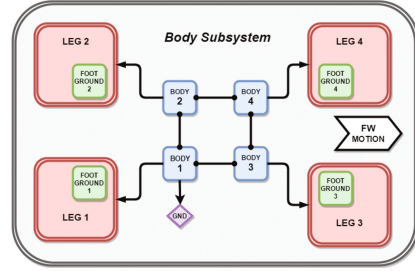 Body Subsystem
LEG 2
FOOT
GROUND
2
LEG 4
FOOT
GROUND
4
BODY
2
BODY
4
FW
MOTION
BODY
1
BODY
3
FOOT
GROUND
1
LEG 1
GND
FOOT
GROUND
3
LEG 3